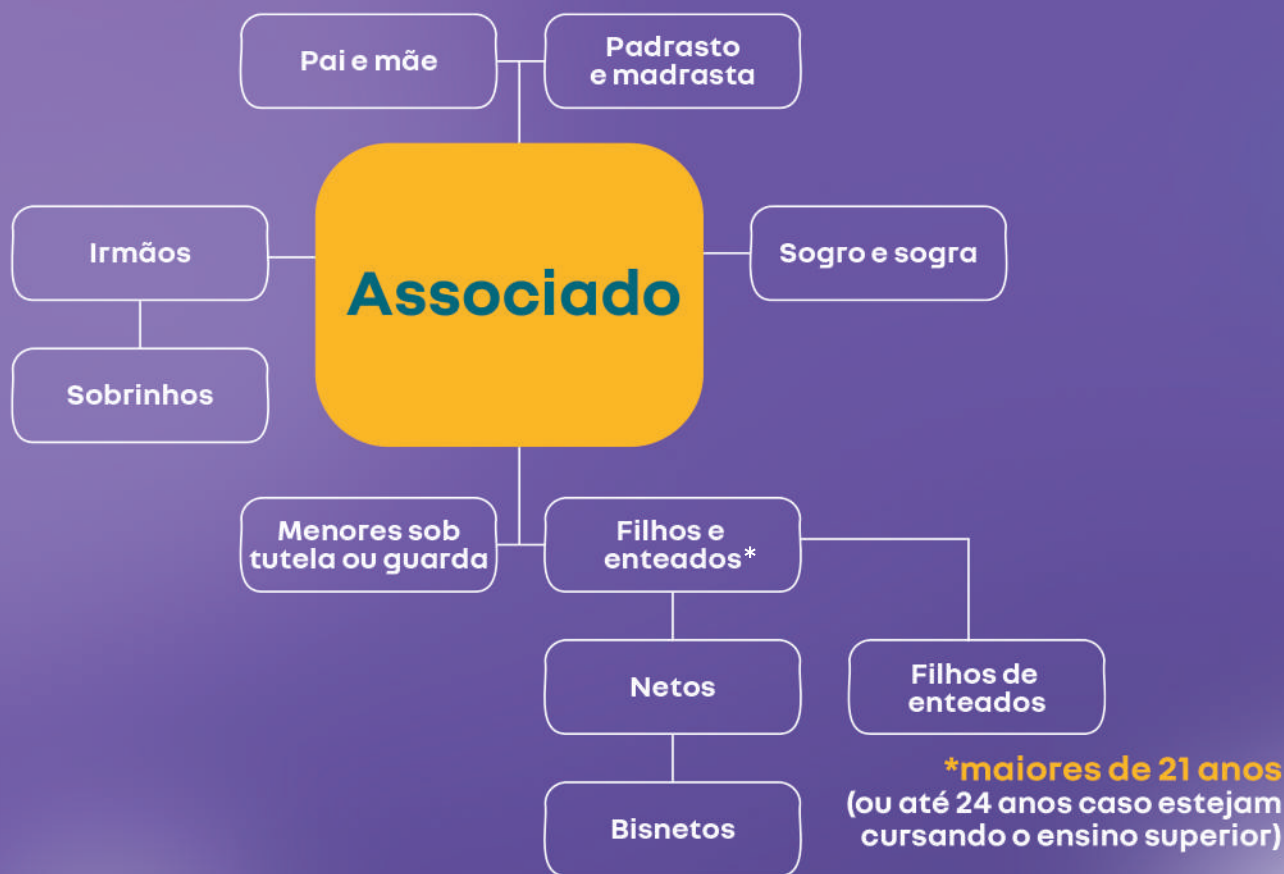 Pai e mãe
Padrasto
e madrasta
Associado
Irmãos
Sogro e sogra
Sobrinhos
Menores sob
tutela ou guarda
Filhos e
enteados*
Netos
Filhos de
enteados
Bisnetos
*maiores de 21 anos
(ou até 24 anos caso estejam
cursando o ensino superior)